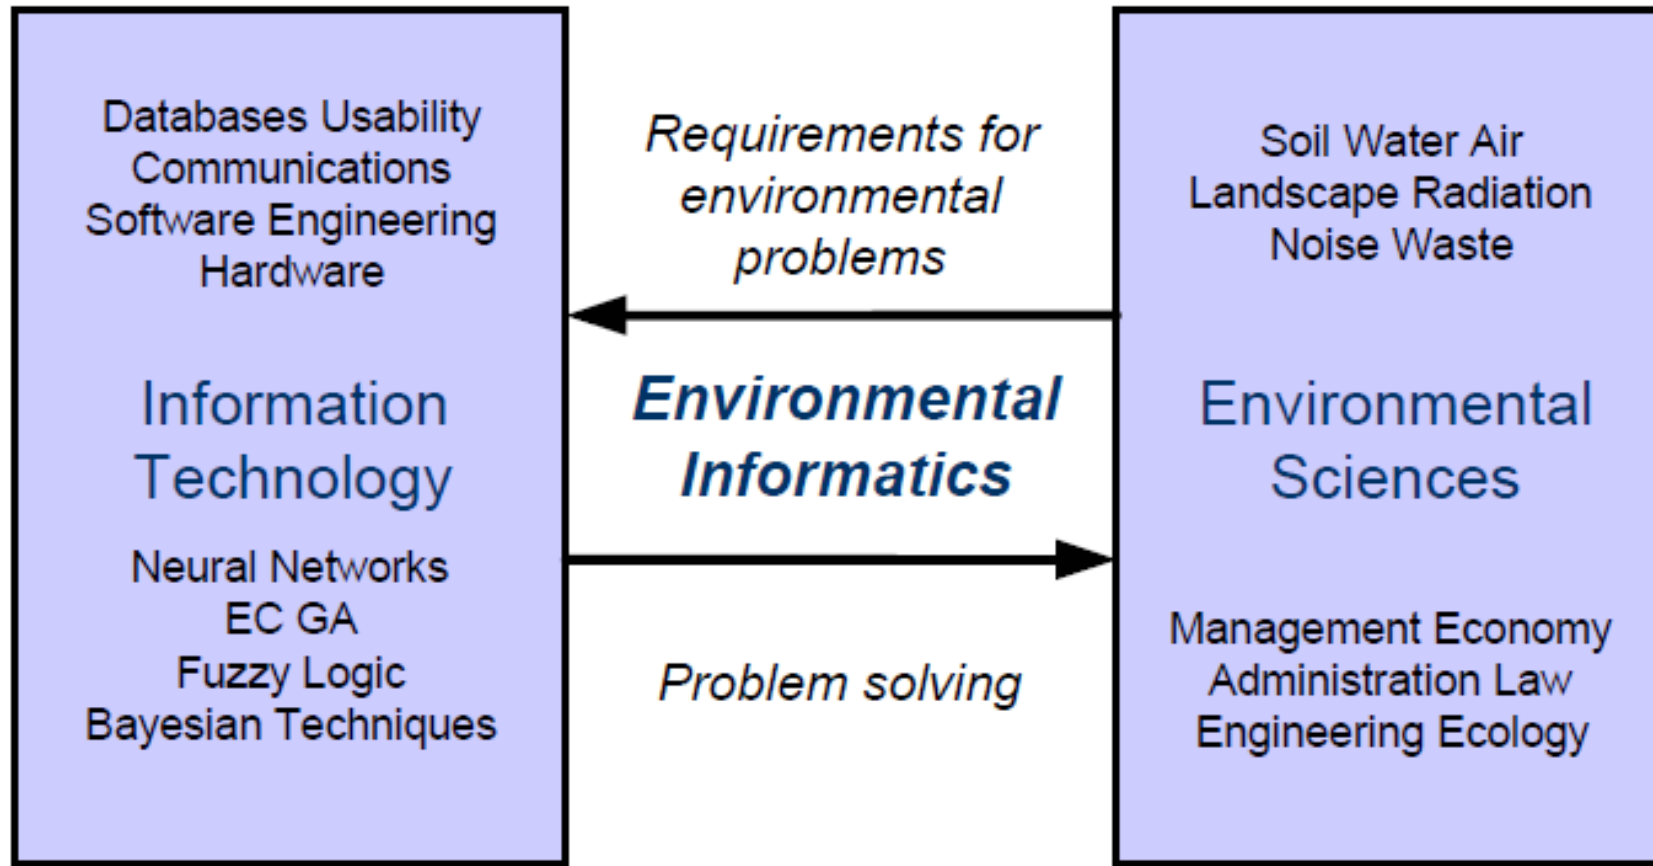 Databases Usability
Communications
Software Engineering
Hardware
Information
Technology
Neural Networks
EC GA
Fuzzy Logic
Bayesian Techniques
Requirements for
environmental
problems
Environmental
Informatics
Problem solving
Soil Water Air
Landscape Radiation
Noise Waste
Environmental
Sciences
Management Economy
Administration Law
Engineering Ecology